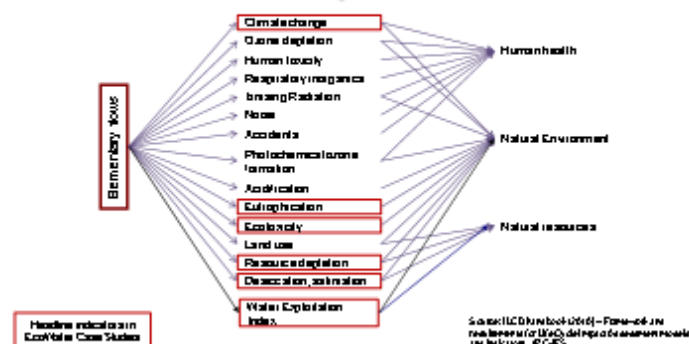 Climate change
Ozone depletion
Human toxicity
Respiratory inorganics
Ionising Radiation
Noise
Accidents
Photochemical ozone
formation
Acidification
Eutrophication
Ecotoxicity
Land use
Resource depletion
Desiccation, salination
Water Exploitation
Index
Elementary flows
Human health
Natural Environment
Natural resources
Headline indicators in
EcoWater Case Studies